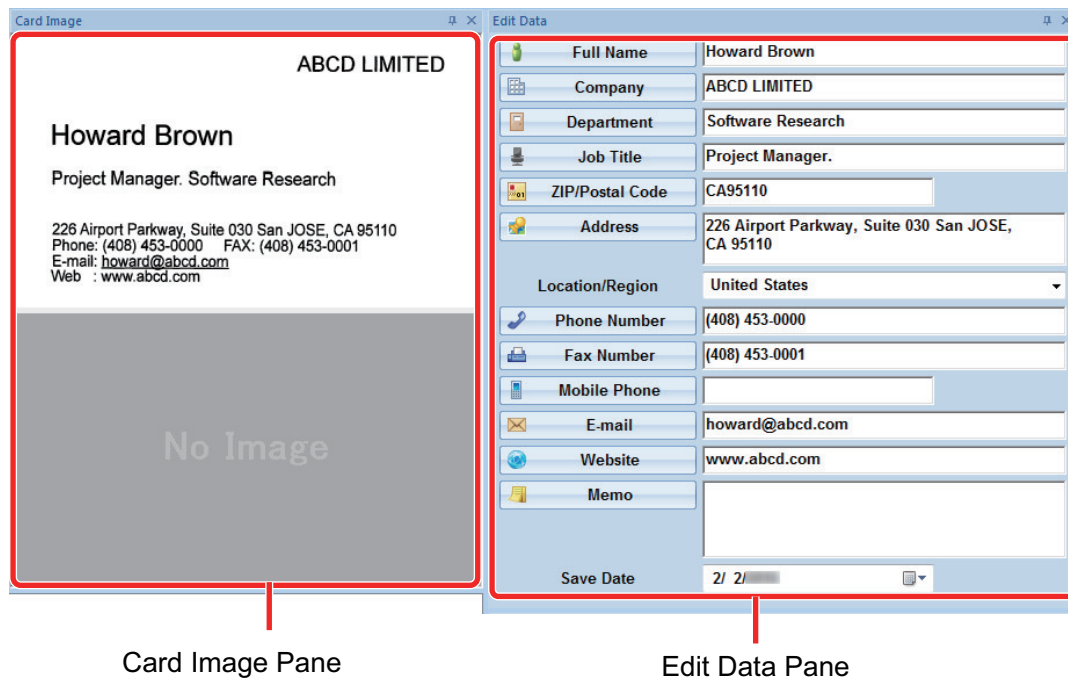 Card Image
ABCD LIMITED
Howard Brown
Project Manager. Software Research
226 Airport Parkway, Suite 030 San JOSE, CA 95110
Phone: (408) 453-0000 FAX: (408) 453-0001
E-mail: howard@abcd.com
Web : www.abcd.com
No Image
Edit Data
Full Name Howard Brown
Company ABCD LIMITED
Department Software Research
Job Title Project Manager.
01 ZIP/Postal Code CA95110
Address 226 Airport Parkway, Suite 030 San JOSE,
CA 95110
Location/Region United States
Phone Number (408) 453-0000
Fax Number (408) 453-0001
Mobile Phone
E-mail howard@abcd.com
Website www.abcd.com
Memo
Save Date 2/ 2/
Card Image Pane
Edit Data Pane